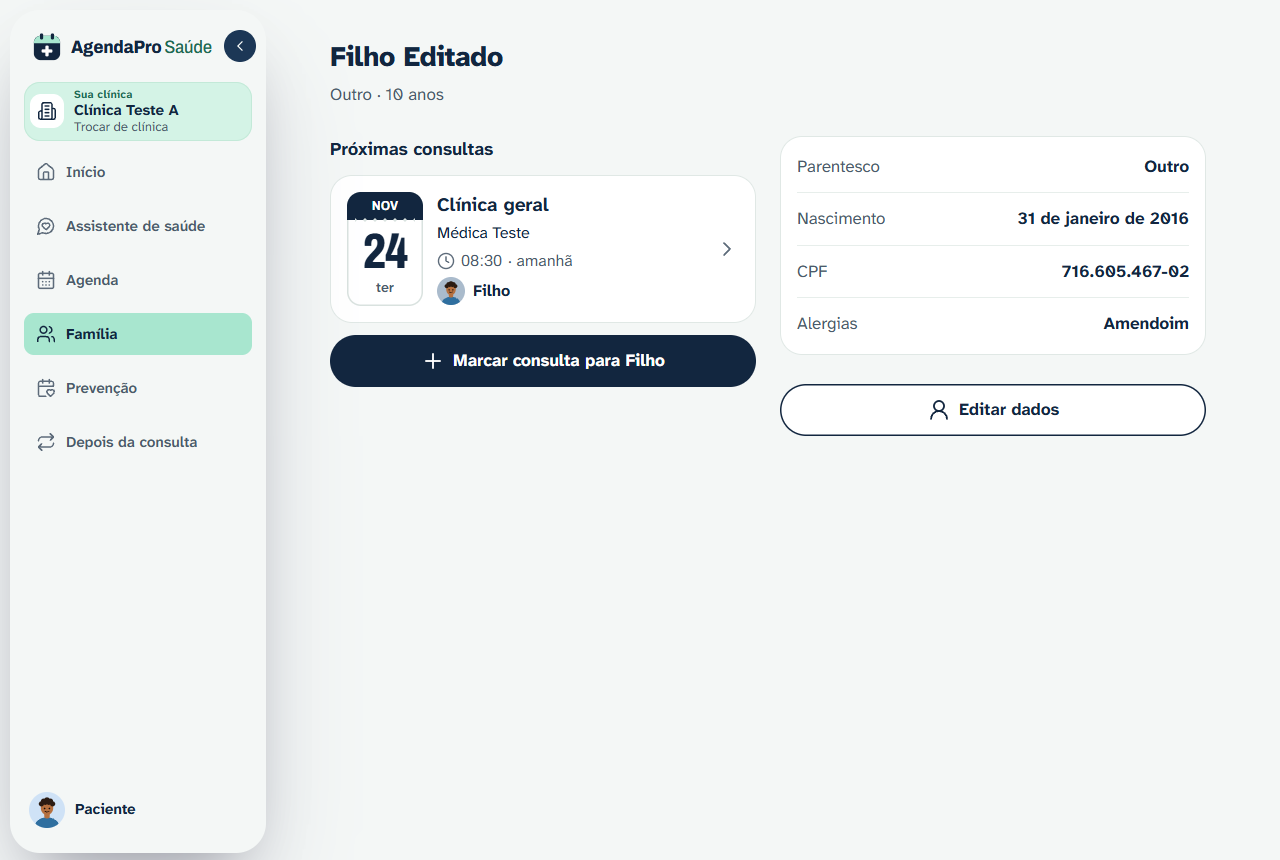 AgendaPro Saúde
Sua clínica
Clínica Teste A
Trocar de clínica
Início
Assistente de saúde
Agenda
Família
Prevenção
Depois da consulta
Paciente
Filho Editado
Outro · 10 anos
Próximas consultas
NOV
24
ter
Clínica geral
Médica Teste
08:30 · amanhã
Filho
Marcar consulta para Filho
Parentesco Outro
Nascimento 31 de janeiro de 2016
CPF 716.605.467-02
Alergias Amendoim
Editar dados